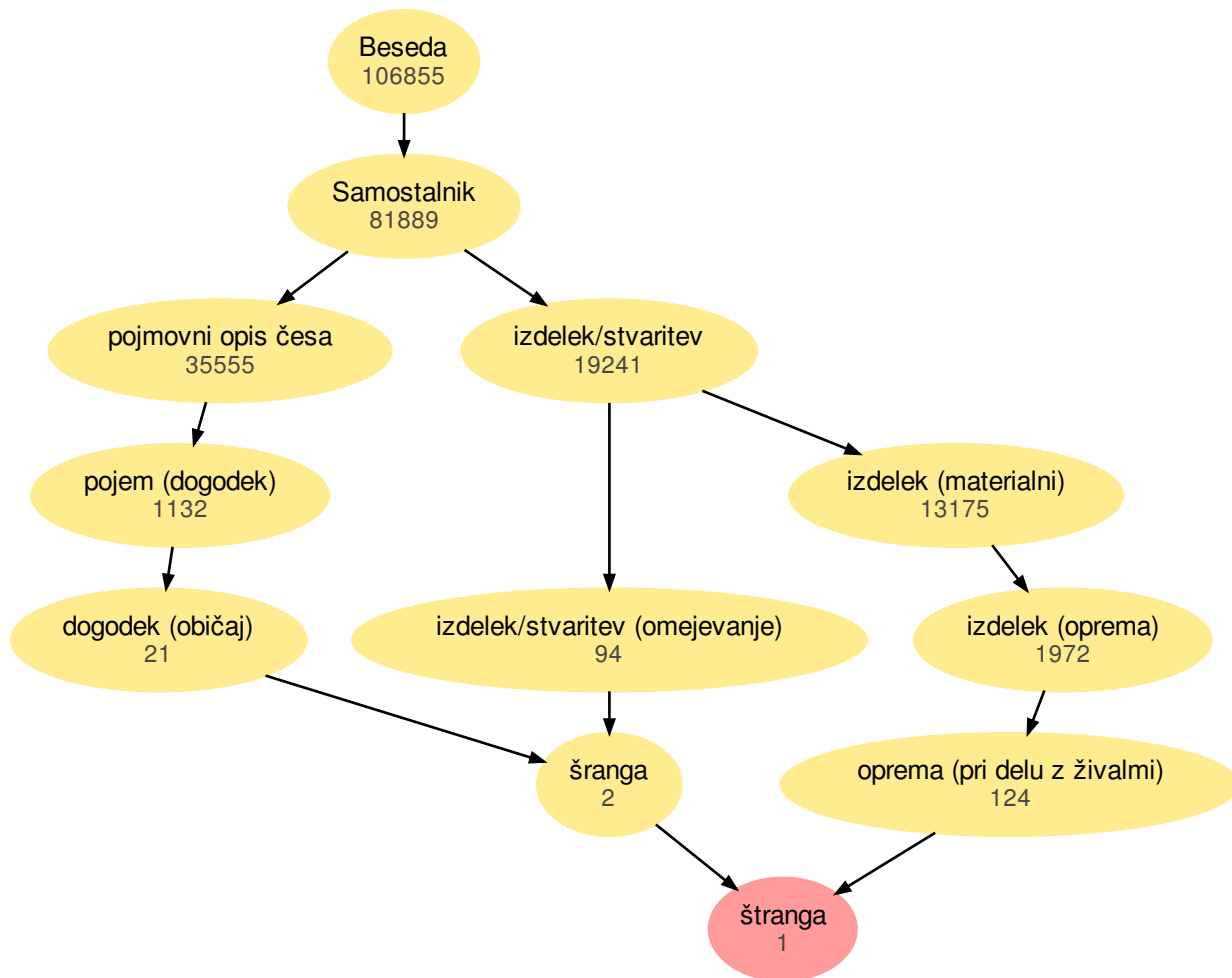 Beseda
106855
Samostalnik
81889
pojmovni opis česa
35555
izdelek/stvaritev
19241
pojem (dogodek)
1132
izdelek (materialni)
13175
dogodek (običaj)
21
izdelek/stvaritev (omejevanje)
94
izdelek (oprema)
1972
šranga
2
oprema (pri delu z živalmi)
124
štranga
1